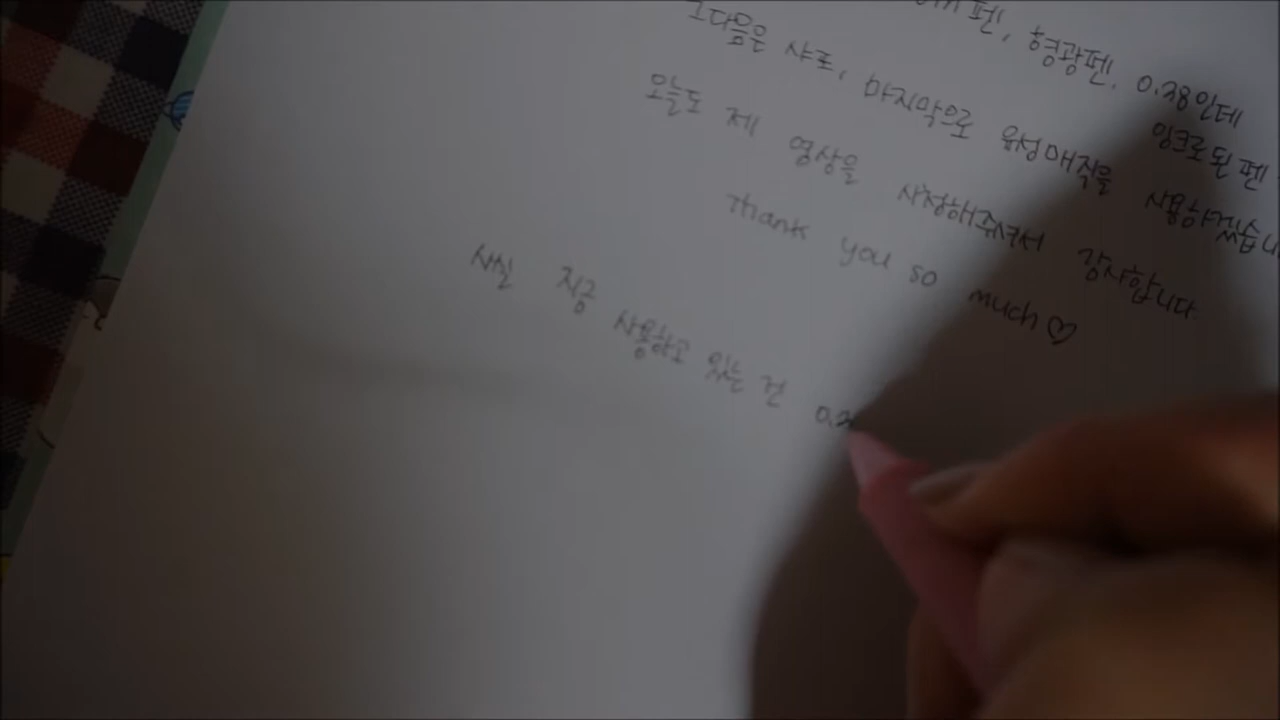 펜, 형광펜, 0.38인데
잉크로된 펜
그다음은 샤프, 마지막으로 유성매직을 사용하겠습니
오늘도 제 영상을 시청해주셔서 감사합니다
Thank you so much♡
사실 지금 사용하고 있는 건 0.3